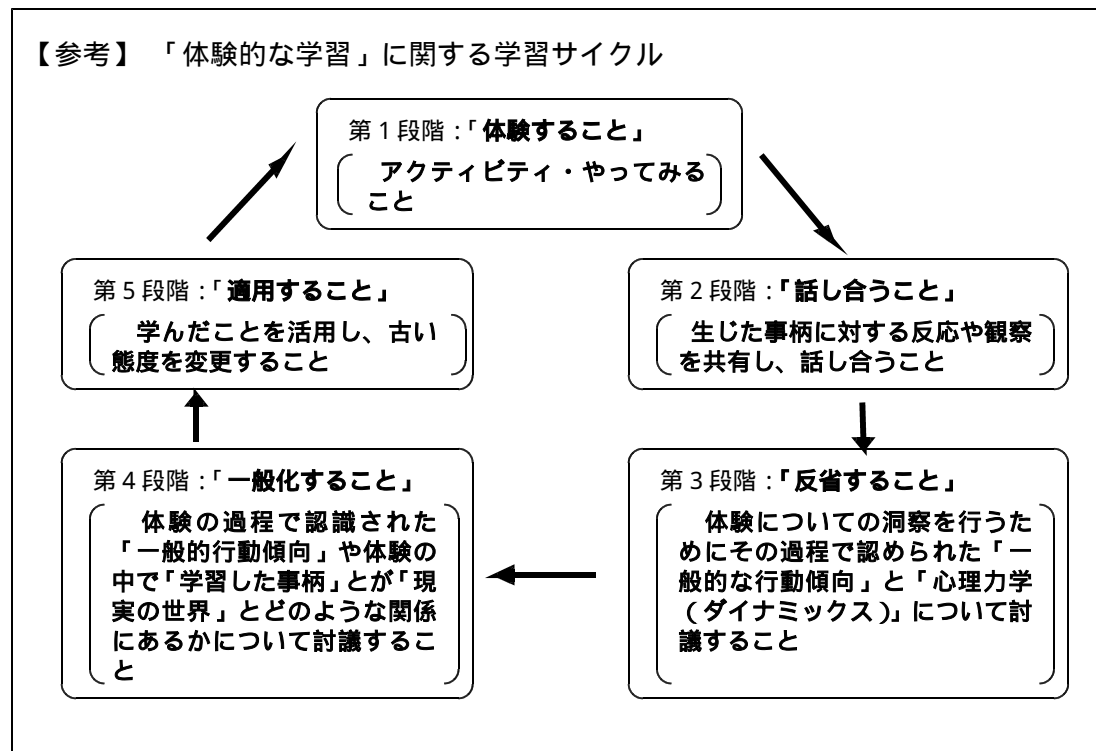 【参考】 「体験的な学習」に関する学習サイクル
第1段階:「体験すること」
アクティビティ・やってみる
こと
第2段階:「話し合うこと」
生じた事柄に対する反応や観察
を共有し、話し合うこと
第3段階:「反省すること」
体験についての洞察を行うた
めにその過程で認められた「一
般的な行動傾向」と「心理力学
(ダイナミックス)」について討
議すること
第4段階:「一般化すること」
体験の過程で認識された
「一般的行動傾向」や体験の
中で「学習した事柄」とが「現
実の世界」とどのような関係
にあるかについて討議するこ
と
第5段階:「適用すること」
学んだことを活用し、古い
態度を変更すること